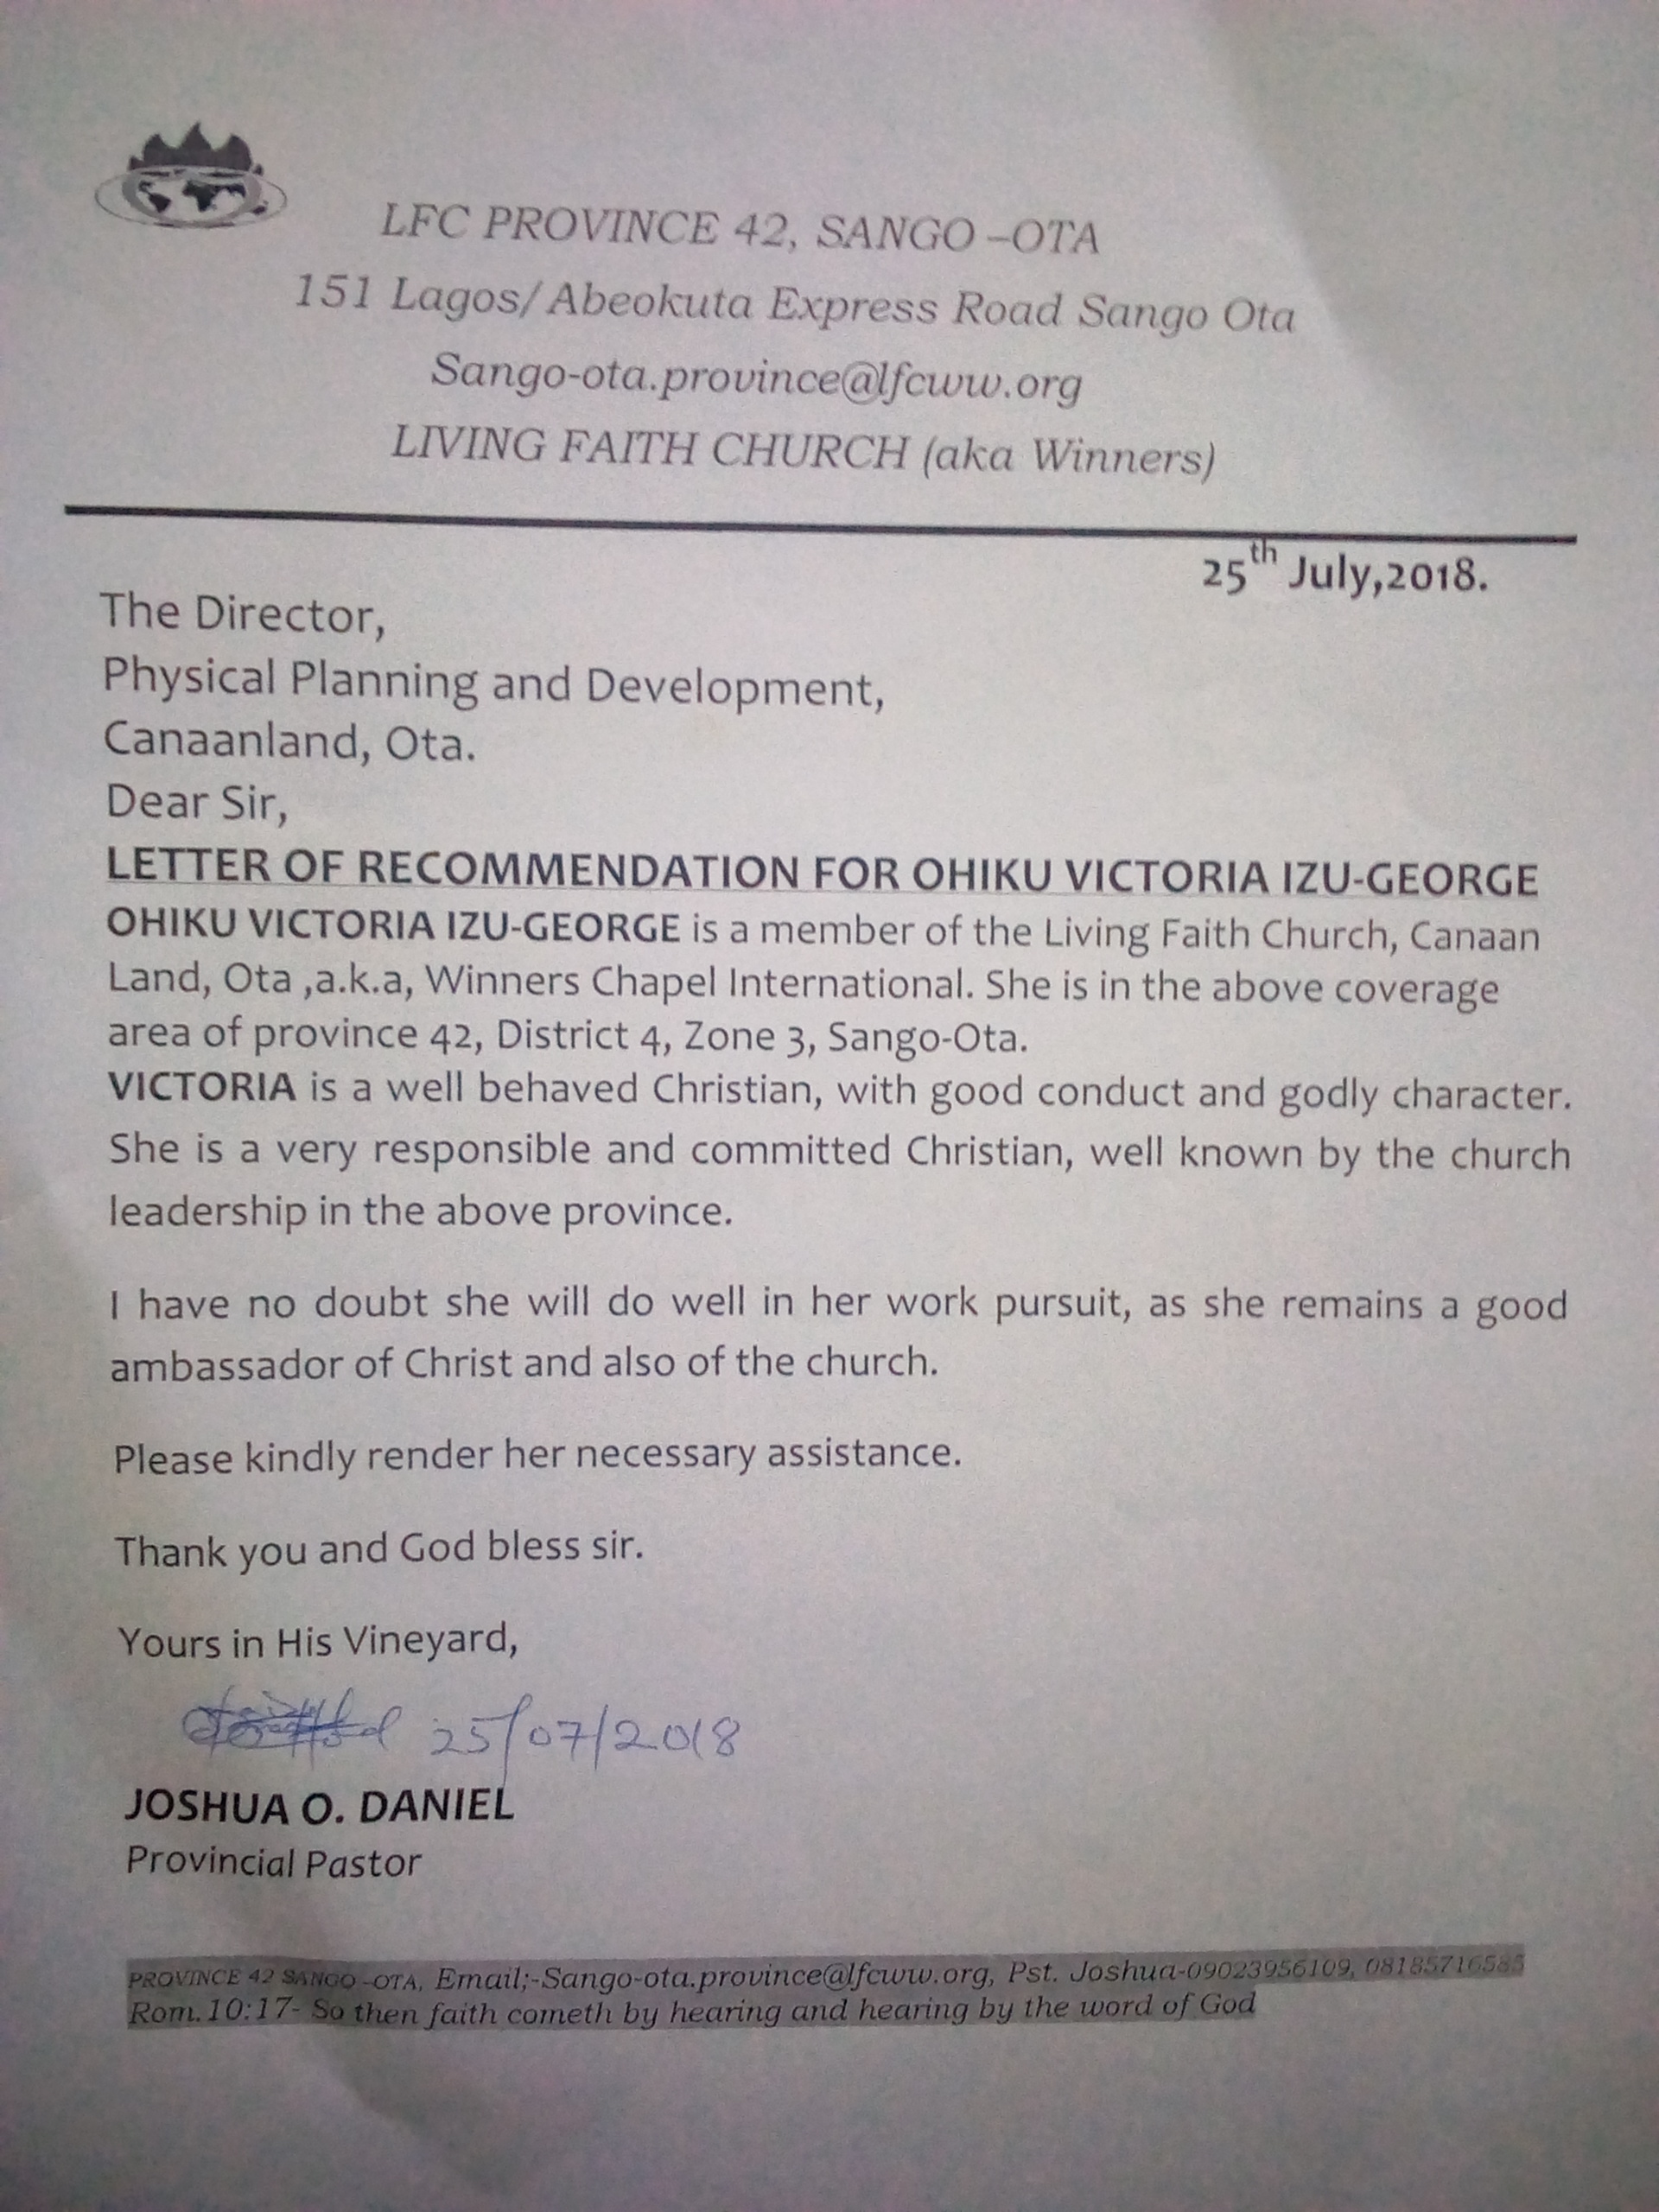 LFC PROVINCE 42, SANGO –OTA
151 Lagos/Abeokuta Express Road Sango Ota
Sango-ota.province@lfcww.org
LIVING FAITH CHURCH (aka Winners)
25th July,2018.
The Director,
Physical Planning and Development,
Canaanland, Ota.
Dear Sir,
LETTER OF RECOMMENDATION FOR OHIKU VICTORIA IZU-GEORGE
OHIKU VICTORIA IZU-GEORGE is a member of the Living Faith Church, Canaan
Land, Ota ,a.k.a, Winners Chapel International. She is in the above coverage
area of province 42, District 4, Zone 3, Sango-Ota.
VICTORIA is a well behaved Christian, with good conduct and godly character.
She is a very responsible and committed Christian, well known by the church
leadership in the above province.
I have no doubt she will do well in her work pursuit, as she remains a good
ambassador of Christ and also of the church.
Please kindly render her necessary assistance.
Thank you and God bless sir.
Yours in His Vineyard,
25/07/2018
JOSHUA O. DANIEL
Provincial Pastor
PROVINCE 42 SANGO –OTA, Email;-Sango-ota.province@lfcww.org, Pst. Joshua-09023956109, 08185716585
Rom. 10:17- So then faith cometh by hearing and hearing by the word of God